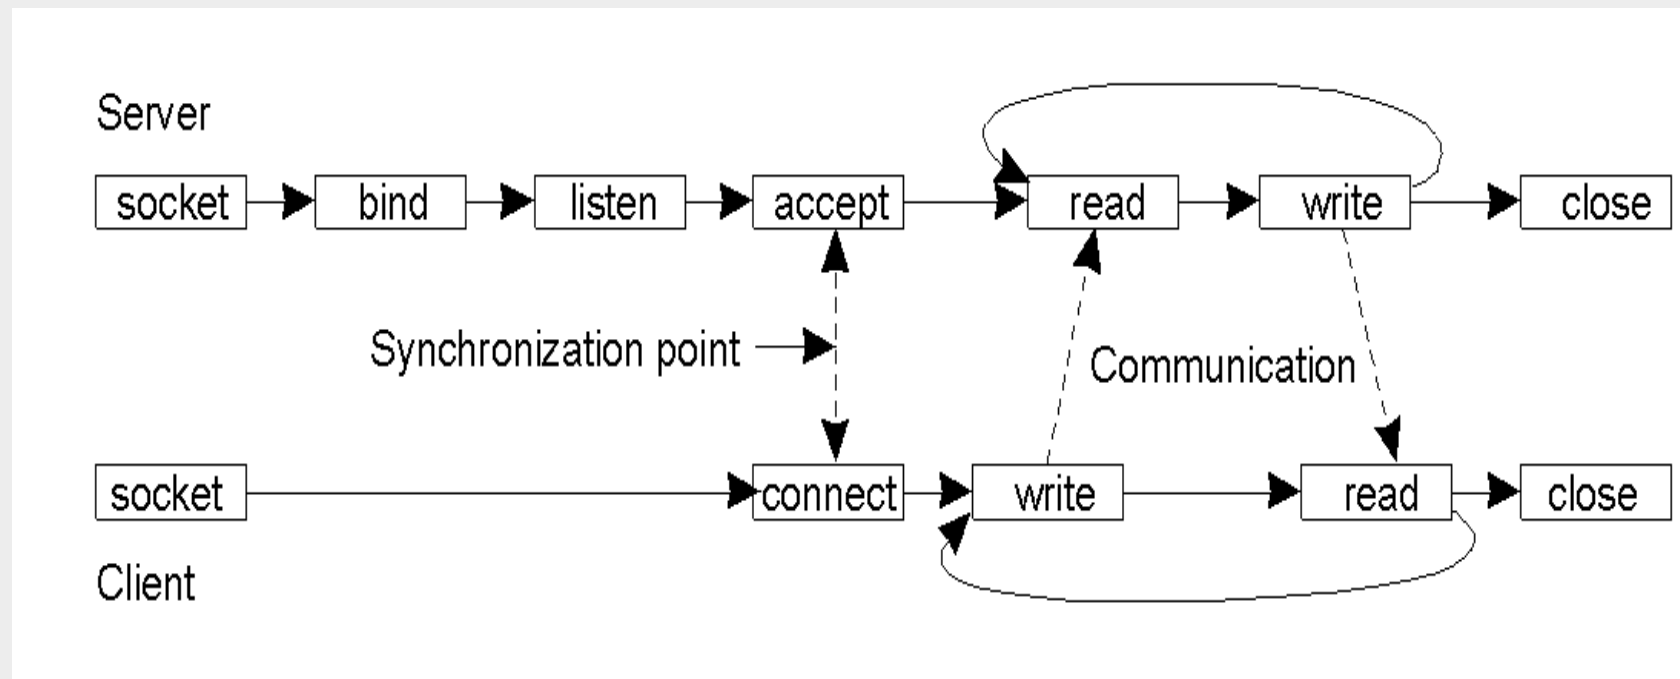 Server
socket bind listen accept read write close
Synchronization point
Communication
socket connect write read close
Client